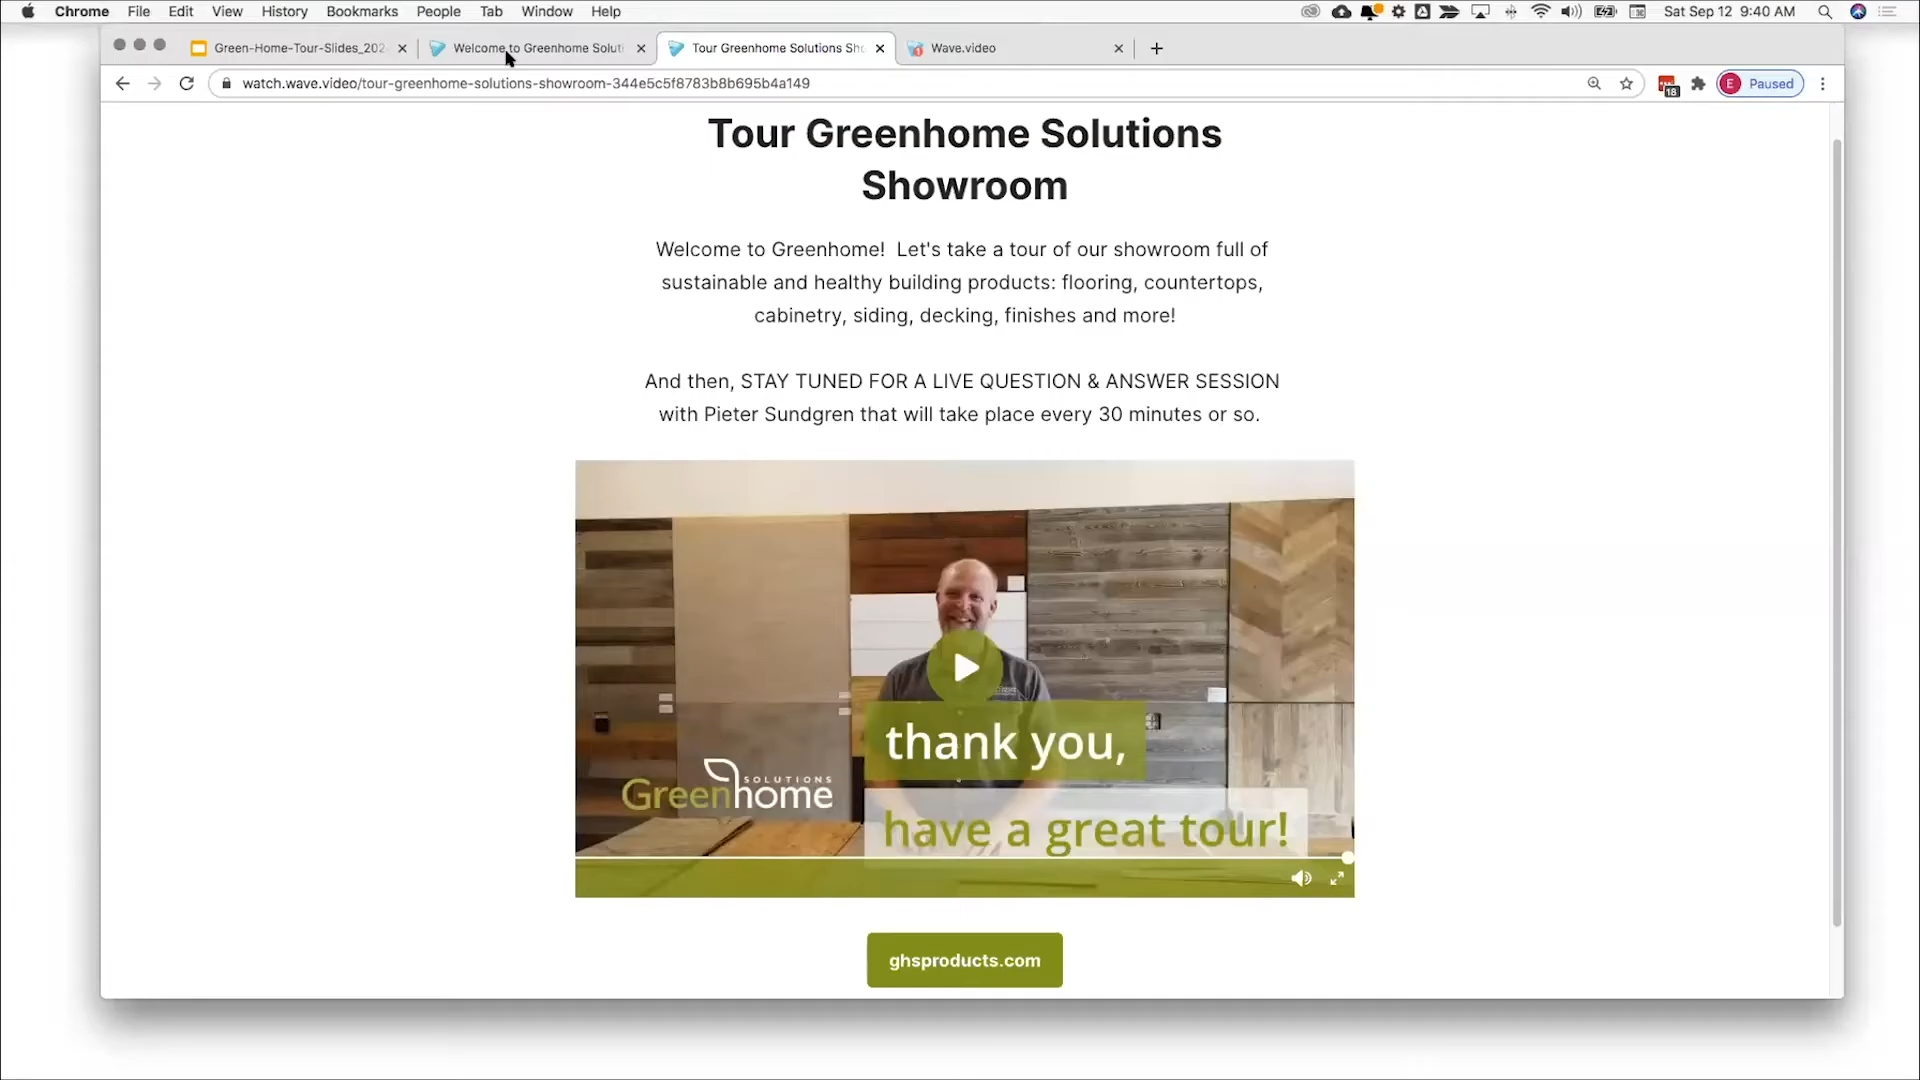 Chrome File Edit View History Bookmarks People Tab Window Help Sat Sep 12 9:40 AM
Green-Home-Tour-Slides_202 Welcome to Greenhome Soluti Tour Greenhome Solutions Sho Wave.video
watch.wave.video/tour-greenhome-solutions-showroom-344e5c5f8783b8b695b4a149 18 E Paused
Tour Greenhome Solutions
Showroom
Welcome to Greenhome! Let's take a tour of our showroom full of
sustainable and healthy building products: flooring, countertops,
cabinetry, siding, decking, finishes and more!
And then, STAY TUNED FOR A LIVE QUESTION & ANSWER SESSION
with Pieter Sundgren that will take place every 30 minutes or so.
thank you,
SOLUTIONS
Greenhome
have a great tour!
ghsproducts.com